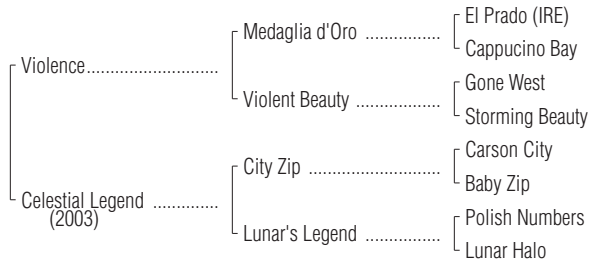 El Prado (IRE)
Medaglia d'Oro ..................
Cappucino Bay
Violence...........................
Gone West
Violent Beauty ....................
Storming Beauty
Carson City
City Zip ...........................
Baby Zip
Celestial Legend ..............
(2003)
Polish Numbers
Lunar's Legend .................
Lunar Halo